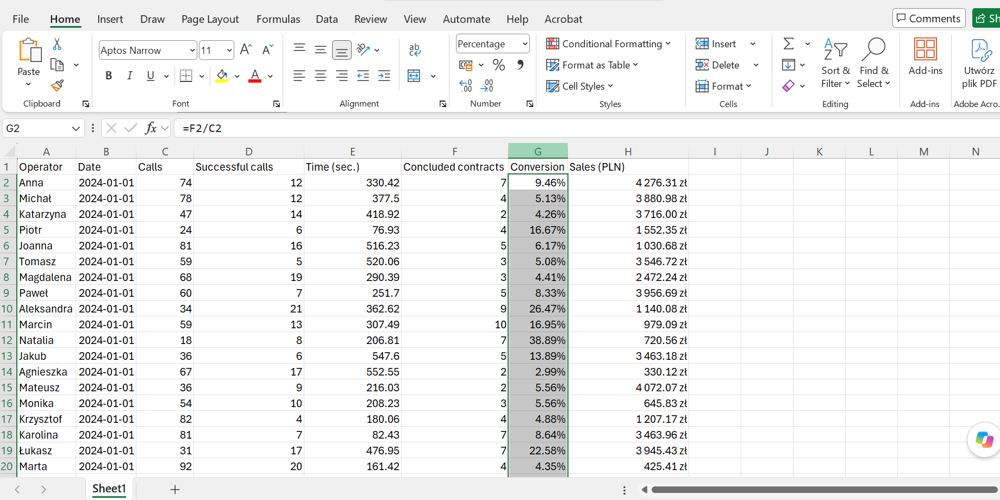 File Home Insert Draw Page Layout Formulas Data Review View Automate Help Acrobat Comments Sh
Paste
Clipboard
Aptos Narrow 11 A^ A˅
B I U A
Font
ab
ab
c
Alignment
Percentage
% ,
←0 .00 .00 →0
Number
Conditional Formatting
Format as Table
Cell Styles
Styles
Insert
Delete
Format
Cells
Σ
A
Z
Sort &
Filter
Find &
Select
Editing
Add-ins
Add-ins
Utwórz
plik PDF
Adobe Acro.
G2 fx =F2/C2
A B C D E F G H I J K L M N
1 Operator Date Calls Successful calls Time (sec.) Concluded contracts Conversion Sales (PLN)
2 Anna 2024-01-01 74 12 330.42 7 9.46% 4 276.31 zł
3 Michał 2024-01-01 78 12 377.5 4 5.13% 3 880.98 zł
4 Katarzyna 2024-01-01 47 14 418.92 2 4.26% 3 716.00 zł
5 Piotr 2024-01-01 24 6 76.93 4 16.67% 1 552.35 zł
6 Joanna 2024-01-01 81 16 516.23 5 6.17% 1 030.68 zł
7 Tomasz 2024-01-01 59 5 520.06 3 5.08% 3 546.72 zł
8 Magdalena 2024-01-01 68 19 290.39 3 4.41% 2 472.24 zł
9 Paweł 2024-01-01 60 7 251.7 5 8.33% 3 956.69 zł
10 Aleksandra 2024-01-01 34 21 362.62 9 26.47% 1 140.08 zł
11 Marcin 2024-01-01 59 13 307.49 10 16.95% 979.09 zł
12 Natalia 2024-01-01 18 8 206.81 7 38.89% 720.56 zł
13 Jakub 2024-01-01 36 6 547.6 5 13.89% 3 463.18 zł
14 Agnieszka 2024-01-01 67 17 552.55 2 2.99% 330.12 zł
15 Mateusz 2024-01-01 36 9 216.03 2 5.56% 4 072.07 zł
16 Monika 2024-01-01 54 10 208.23 3 5.56% 645.83 zł
17 Krzysztof 2024-01-01 82 4 180.06 4 4.88% 1 207.17 zł
18 Karolina 2024-01-01 81 7 82.43 7 8.64% 3 463.96 zł
19 Łukasz 2024-01-01 31 17 476.95 7 22.58% 3 945.43 zł
20 Marta 2024-01-01 92 20 161.42 4 4.35% 425.41 zł
Sheet1 +